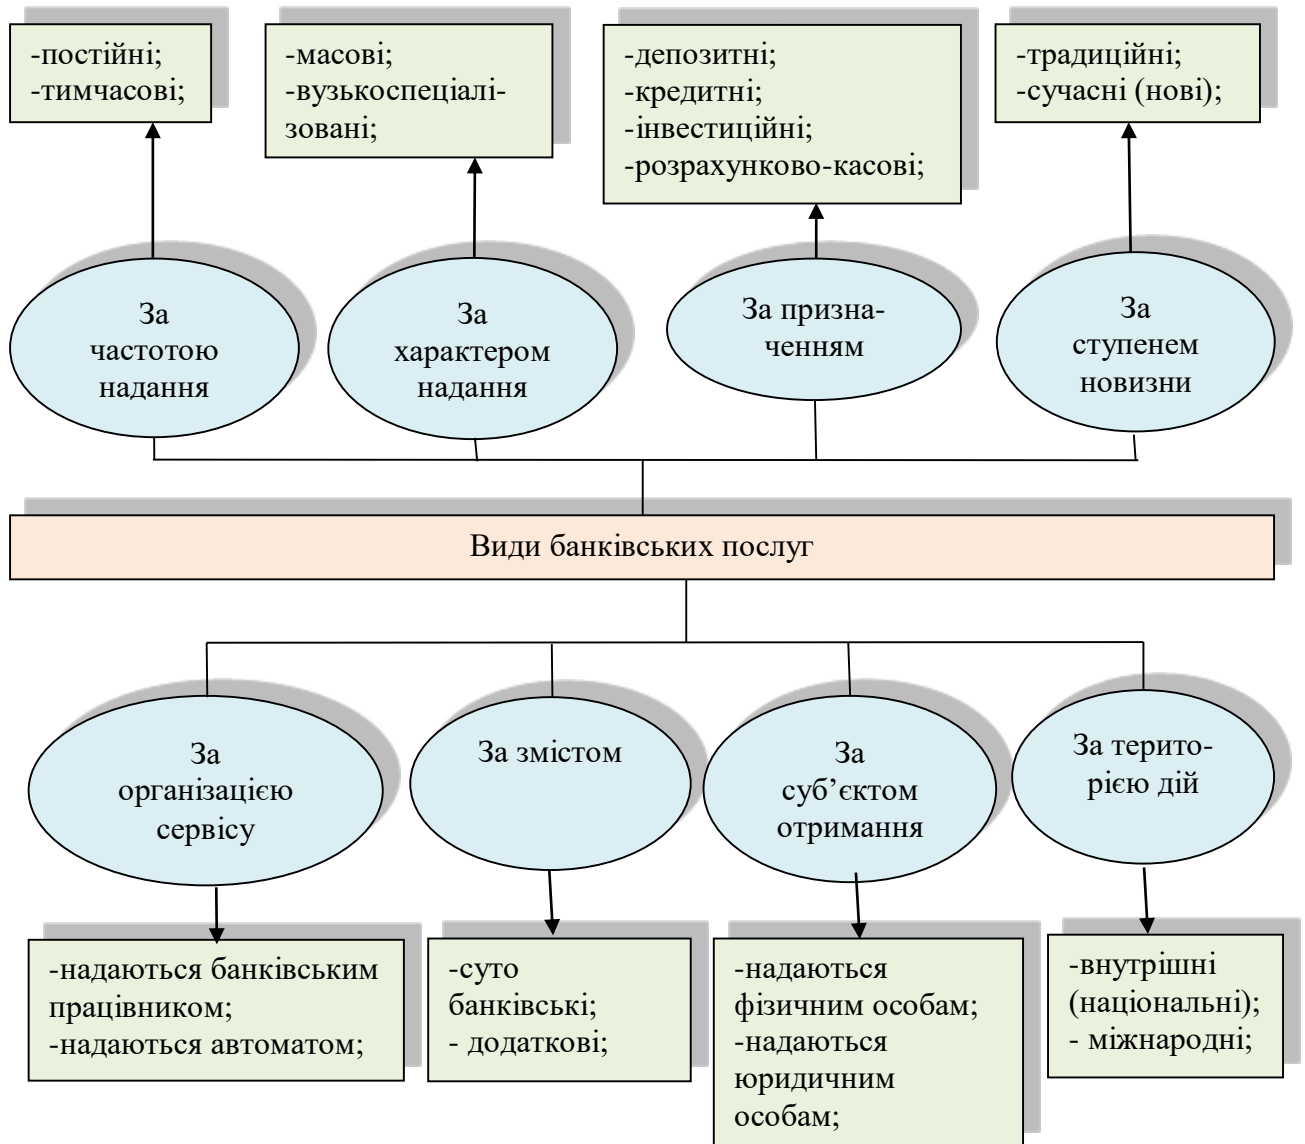 -постійні;
-тимчасові;
-масові;
-вузькоспеціалі-
зовані;
-депозитні;
-кредитні;
-інвестиційні;
-розрахунково-касові;
-традиційні;
-сучасні (нові);
За
частотою
надання
За
характером
надання
За призна-
ченням
За
ступенем
новизни
Види банківських послуг
За
організацією
сервісу
За змістом
За
суб’єктом
отримання
За терито-
рією дій
-надаються банківським
працівником;
-надаються автоматом;
-суто
банківські;
- додаткові;
-надаються
фізичним особам;
-надаються
юридичним
особам;
-внутрішні
(національні);
- міжнародні;